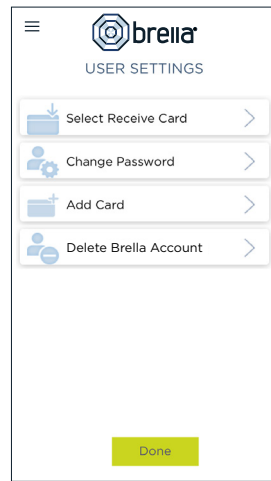 brella
USER SETTINGS
Select Receive Card
Change Password
Add Card
Delete Brella Account
Done